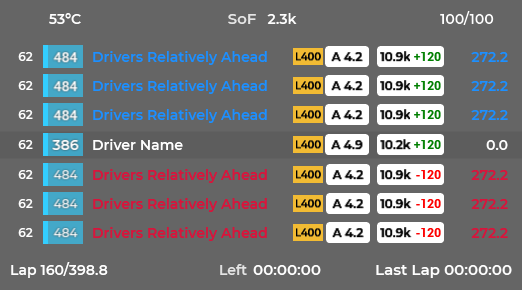 53°C SoF 2.3k 100/100
62 484 Drivers Relatively Ahead L400 A 4.2 10.9k +120 272.2
62 484 Drivers Relatively Ahead L400 A 4.2 10.9k +120 272.2
62 484 Drivers Relatively Ahead L400 A 4.2 10.9k +120 272.2
62 386 Driver Name L400 A 4.9 10.2k +120 0.0
62 484 Drivers Relatively Ahead L400 A 4.2 10.9k -120 272.2
62 484 Drivers Relatively Ahead L400 A 4.2 10.9k -120 272.2
62 484 Drivers Relatively Ahead L400 A 4.2 10.9k -120 272.2
Lap 160/398.8 Left 00:00:00 Last Lap 00:00:00